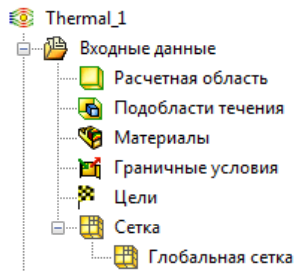 Thermal_1
Входные данные
Расчетная область
Подобласти течения
Материалы
Граничные условия
Цели
Сетка
Глобальная сетка